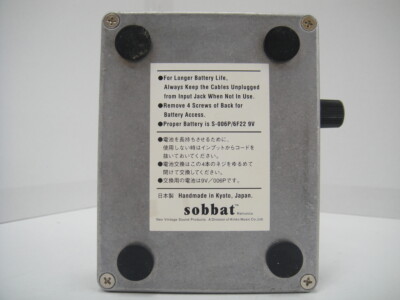 ●For Longer Battery Life,
Always Keep the Cables Unplugged
from Input Jack When Not In Use.
●Remove 4 Screws of Back for
Battery Access.
●Proper Battery is S-006P/6F22 9V
●電池を長持ちさせるために、
使用しない時はインプットからコードを
抜いておいてください。
●電池交換はこの4本のネジをゆるめて
開けて交換してください。
●交換用の電池は9V／006Pです。
日本製 Handmade in Kyoto, Japan.
sobbat™